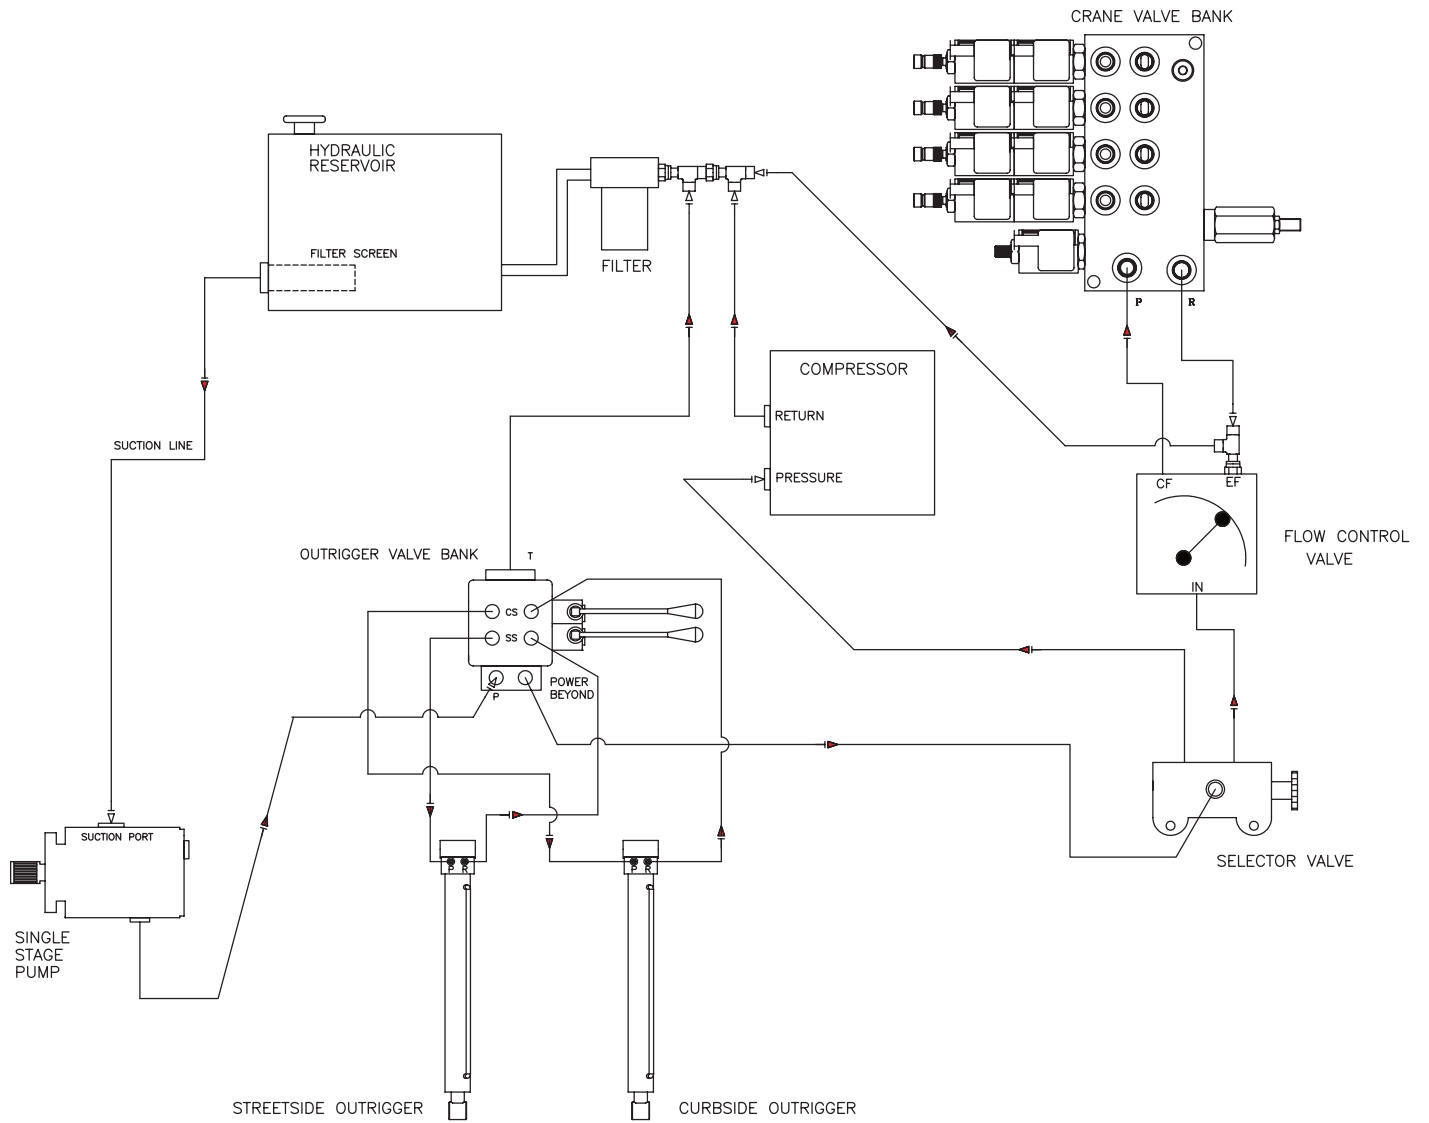 CRANE VALVE BANK
HYDRAULIC
RESERVOIR
FILTER SCREEN
FILTER
P
R
COMPRESSOR
RETURN
PRESSURE
SUCTION LINE
CF
EF
FLOW CONTROL
VALVE
IN
OUTRIGGER VALVE BANK
T
CS
SS
POWER
BEYOND
P
SUCTION PORT
SINGLE
STAGE
PUMP
P R
P R
SELECTOR VALVE
STREETSIDE OUTRIGGER
CURBSIDE OUTRIGGER